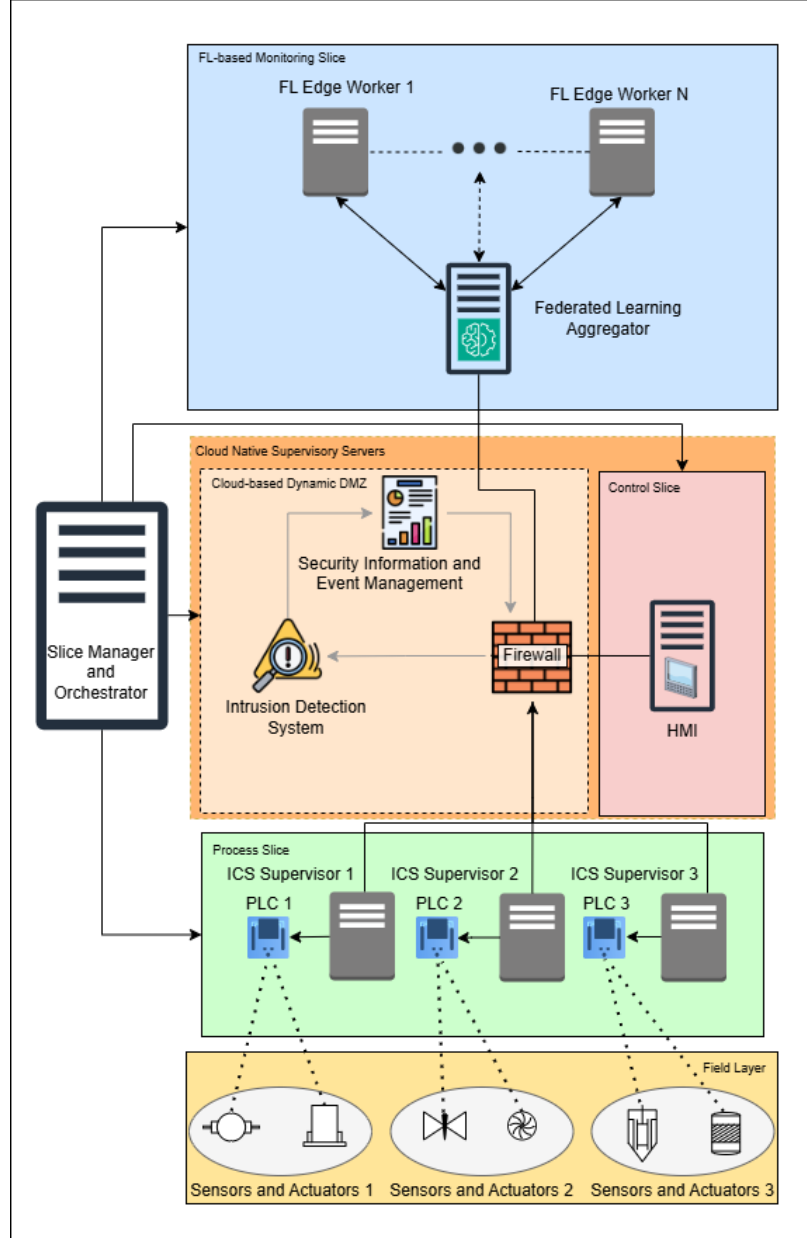 FL-based Monitoring Slice
FL Edge Worker 1
FL Edge Worker N
Federated Learning
Aggregator
Cloud Native Supervisory Servers
Cloud-based Dynamic DMZ
Control Slice
Security Information and
Event Management
Slice Manager
and
Orchestrator
Firewall
Intrusion Detection
System
HMI
Process Slice
ICS Supervisor 1
ICS Supervisor 2
ICS Supervisor 3
PLC 1
PLC 2
PLC 3
Field Layer
Sensors and Actuators 1
Sensors and Actuators 2
Sensors and Actuators 3